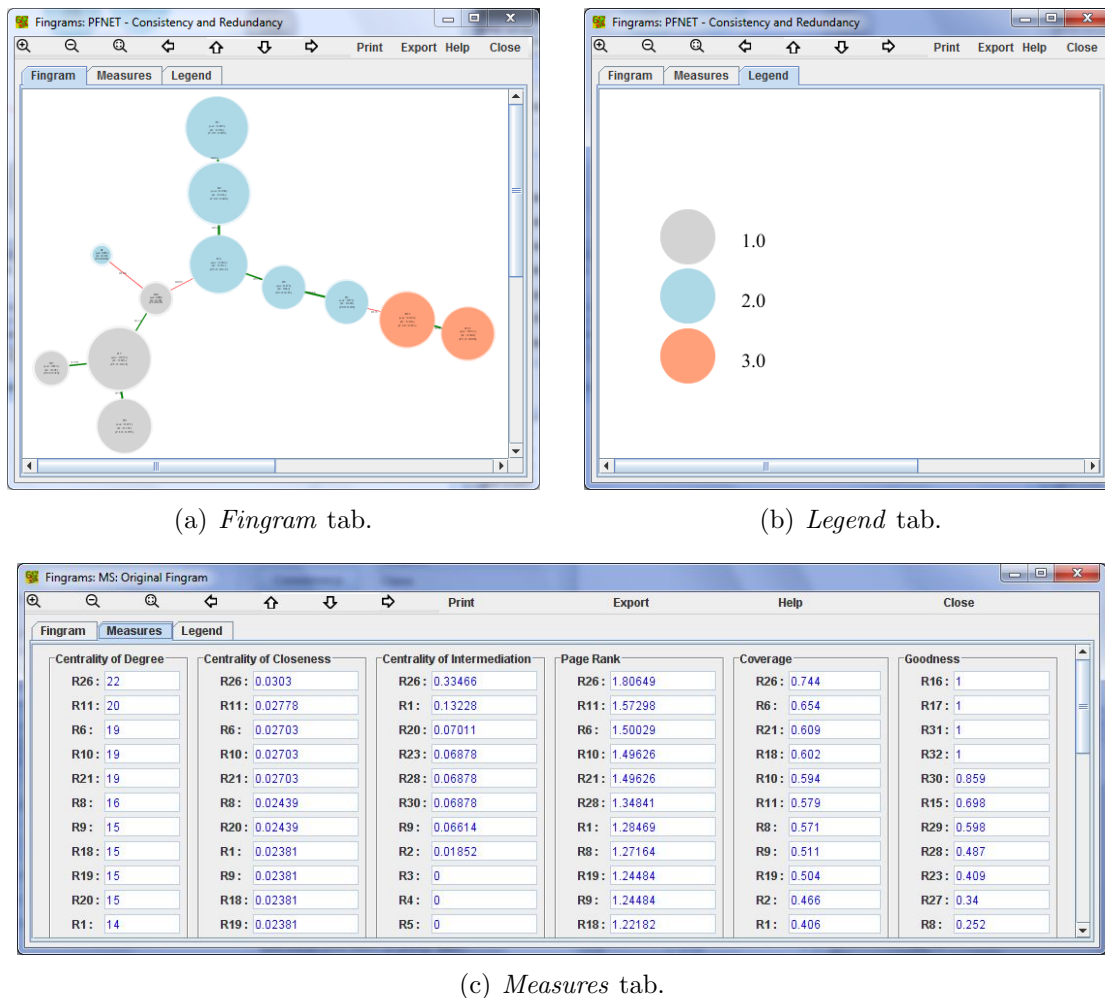 Fingrams: PFNET - Consistency and Redundancy
Print Export Help Close
Fingram Measures Legend
(a) Fingram tab.
Fingrams: PFNET - Consistency and Redundancy
Print Export Help Close
Fingram Measures Legend
1.0
2.0
3.0
(b) Legend tab.
Fingrams: MS: Original Fingram
Print Export Help Close
Fingram Measures Legend
Centrality of Degree Centrality of Closeness Centrality of Intermediation Page Rank Coverage Goodness
R26: 22 R26: 0.0303 R26: 0.33466 R26: 1.80649 R26: 0.744 R16: 1
R11: 20 R11: 0.02778 R1: 0.13228 R11: 1.57298 R6: 0.654 R17: 1
R6: 19 R6: 0.02703 R20: 0.07011 R6: 1.50029 R21: 0.609 R31: 1
R10: 19 R10: 0.02703 R23: 0.06878 R10: 1.49626 R18: 0.602 R32: 1
R21: 19 R21: 0.02703 R28: 0.06878 R21: 1.49626 R10: 0.594 R30: 0.859
R8: 16 R8: 0.02439 R30: 0.06878 R28: 1.34841 R11: 0.579 R15: 0.698
R9: 15 R20: 0.02439 R9: 0.06614 R1: 1.28469 R8: 0.571 R29: 0.598
R18: 15 R1: 0.02381 R2: 0.01852 R8: 1.27164 R9: 0.511 R28: 0.487
R19: 15 R9: 0.02381 R3: 0 R19: 1.24484 R19: 0.504 R23: 0.409
R20: 15 R18: 0.02381 R4: 0 R9: 1.24484 R2: 0.466 R27: 0.34
R1: 14 R19: 0.02381 R5: 0 R18: 1.22182 R1: 0.406 R8: 0.252
(c) Measures tab.